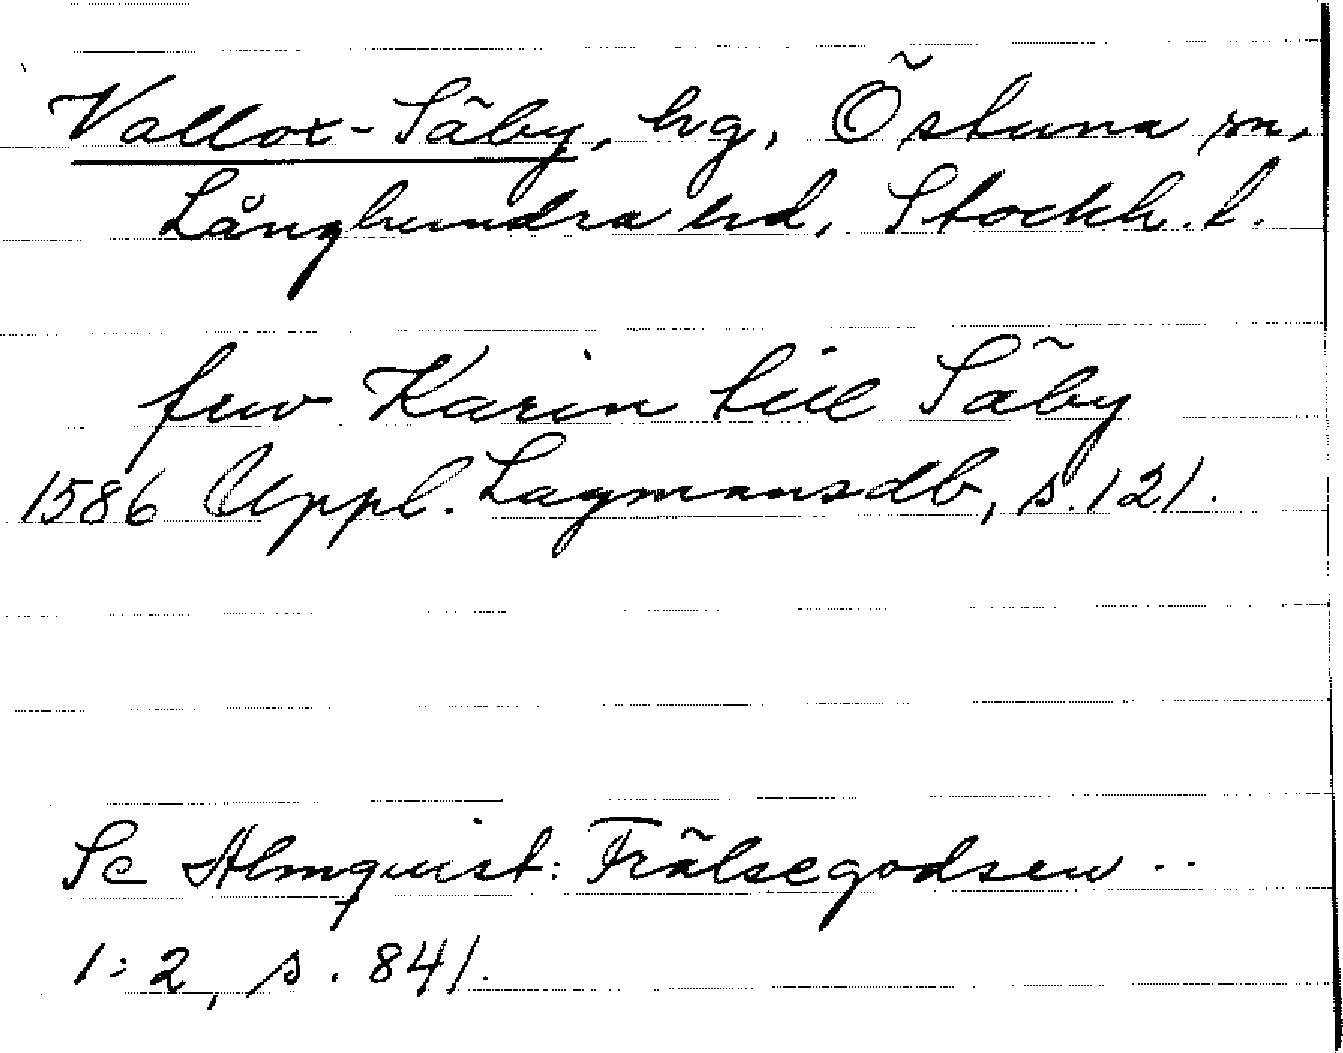 Vallox-Säby, hg, Östuna sn,
Långhundra hd, Stockh. l.
fruv Karin till Säby
1586 Uppl. Lagmansdb, s. 121.
Se Almquist: Frälsegodsen..
1:2, s. 841.